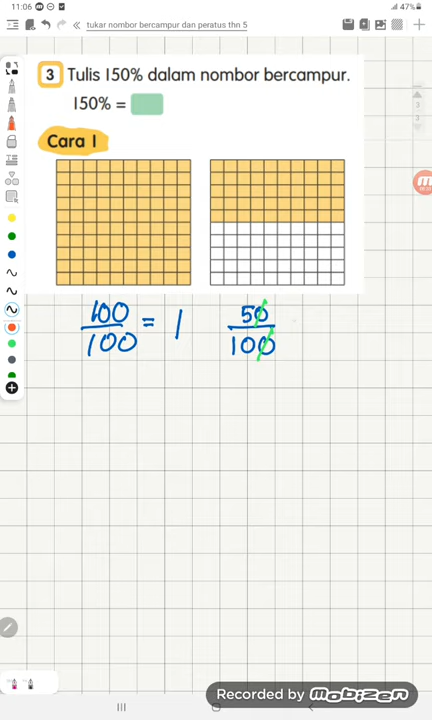 11:06
47%
tukar nombor bercampur dan peratus thn 5
3 Tulis 150% dalam nombor bercampur.
150% =
Cara 1
100/100 = 1 50/100
Recorded by mobizen